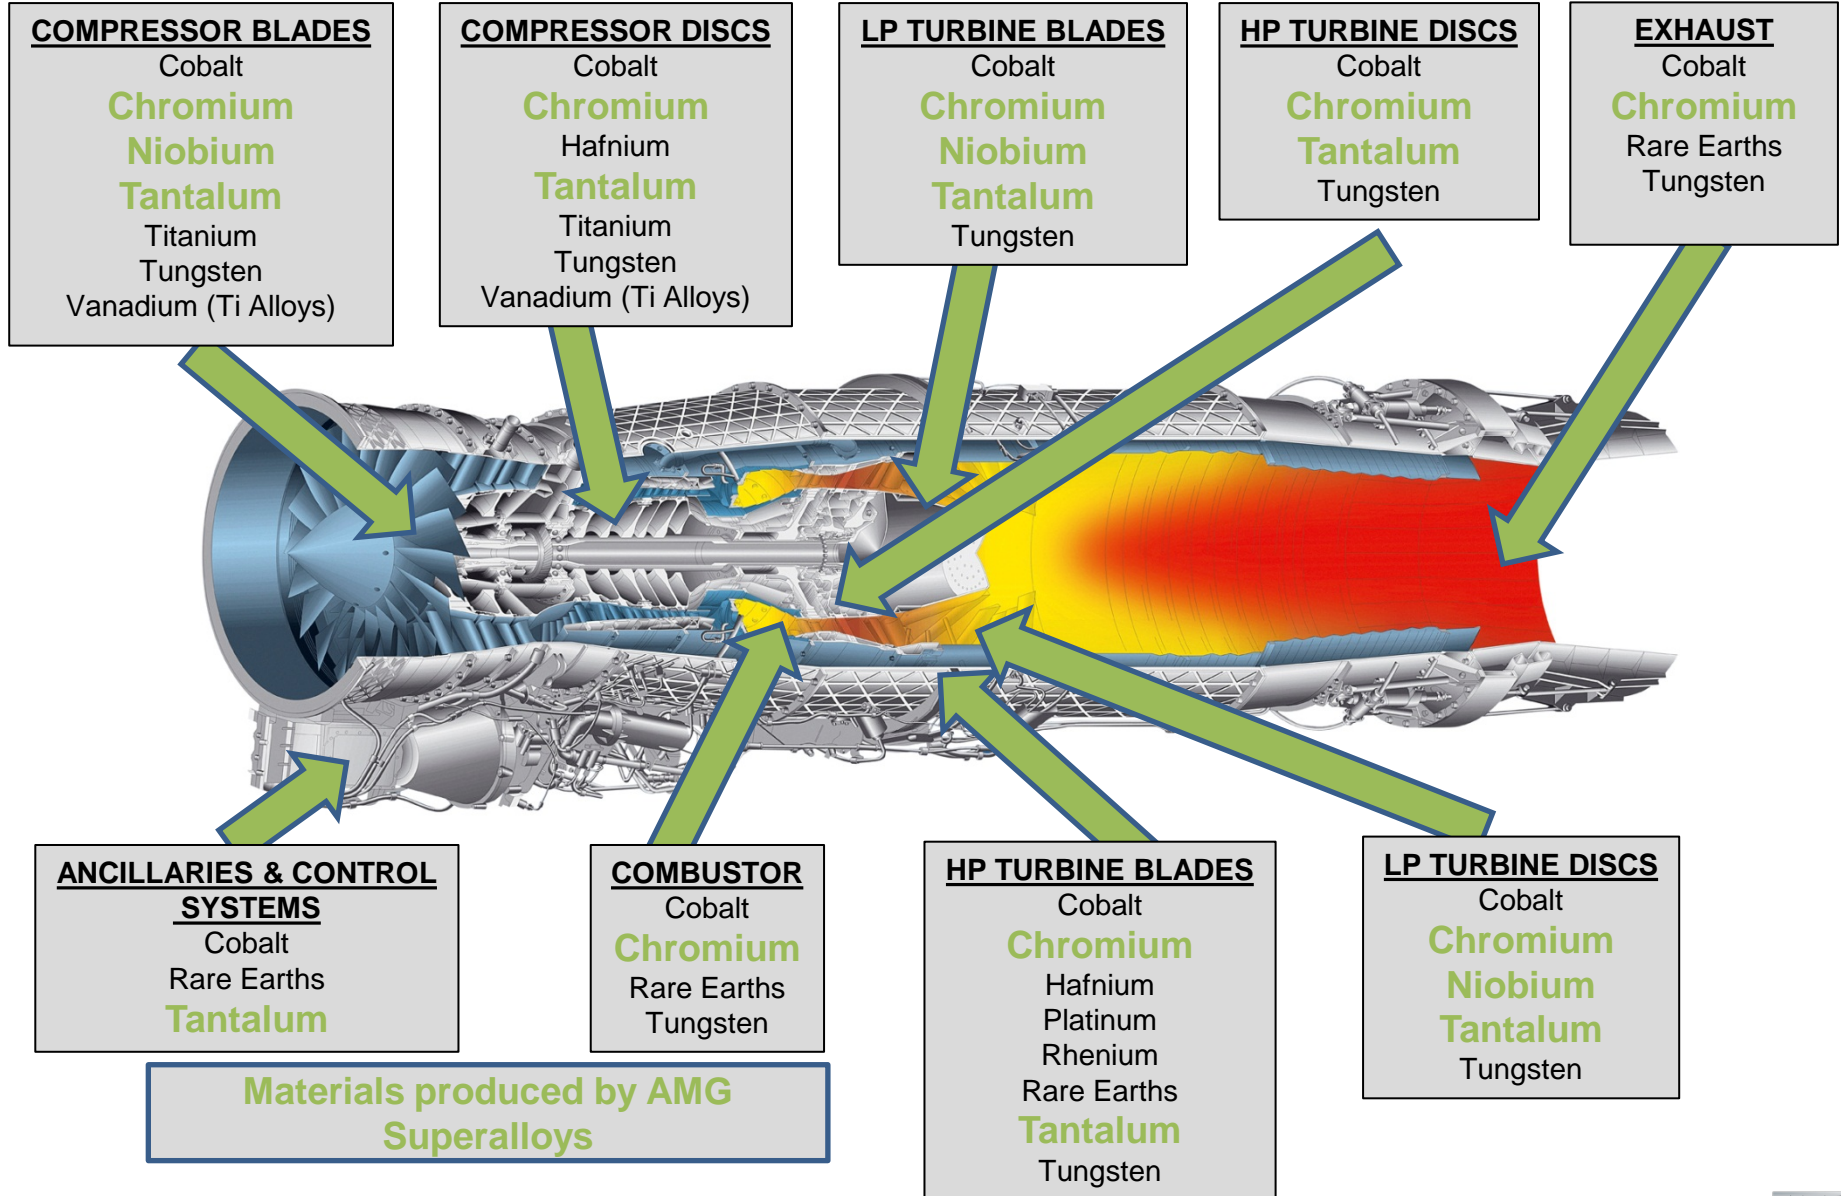 COMPRESSOR BLADES
Cobalt
Chromium
Niobium
Tantalum
Titanium
Tungsten
Vanadium (Ti Alloys)
COMPRESSOR DISCS
Cobalt
Chromium
Hafnium
Tantalum
Titanium
Tungsten
Vanadium (Ti Alloys)
LP TURBINE BLADES
Cobalt
Chromium
Niobium
Tantalum
Tungsten
HP TURBINE DISCS
Cobalt
Chromium
Tantalum
Tungsten
EXHAUST
Cobalt
Chromium
Rare Earths
Tungsten
ANCILLARIES & CONTROL
SYSTEMS
Cobalt
Rare Earths
Tantalum
COMBUSTOR
Cobalt
Chromium
Rare Earths
Tungsten
HP TURBINE BLADES
Cobalt
Chromium
Hafnium
Platinum
Rhenium
Rare Earths
Tantalum
Tungsten
LP TURBINE DISCS
Cobalt
Chromium
Niobium
Tantalum
Tungsten
Materials produced by AMG
Superalloys